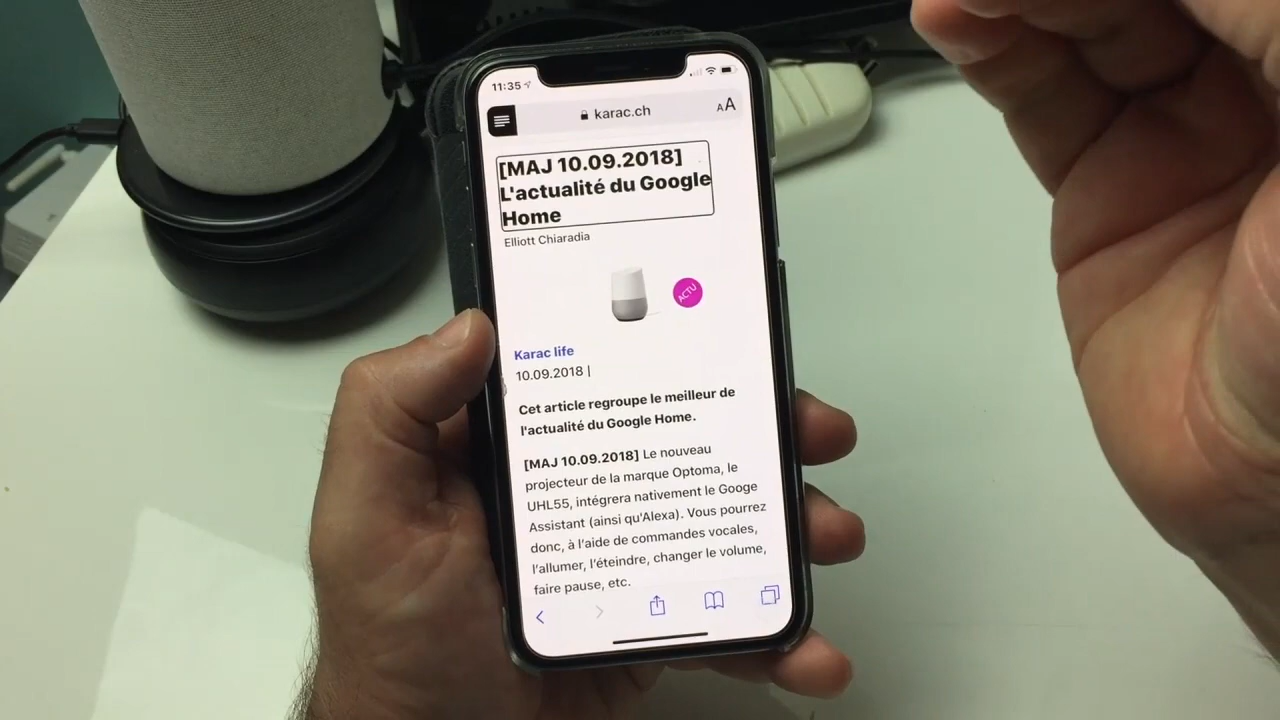 11:35
karac.ch
AA
[MAJ 10.09.2018]
L'actualité du Google
Home
Elliott Chiaradia
ACTU
Karac life
10.09.2018 |
Cet article regroupe le meilleur de
l'actualité du Google Home.
[MAJ 10.09.2018] Le nouveau
projecteur de la marque Optoma, le
UHL55, intégrera nativement le Googe
Assistant (ainsi qu'Alexa). Vous pourrez
donc, à l'aide de commandes vocales,
l'allumer, l'éteindre, changer le volume,
faire pause, etc.